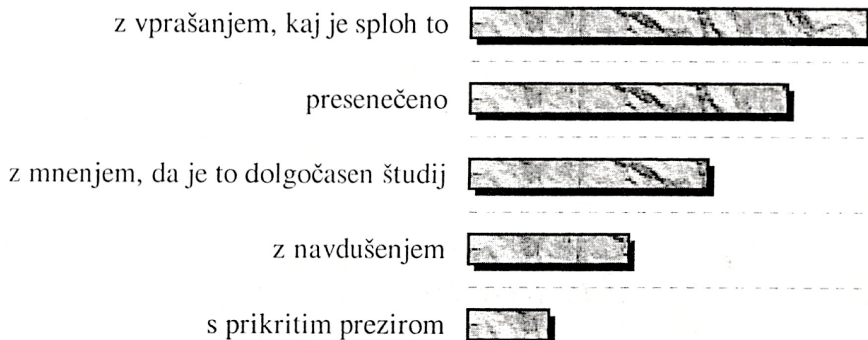 z vprašanjem, kaj je sploh to
presenečeno
z mnenjem, da je to dolgočasen študij
z navdušenjem
s prikritim prezirom